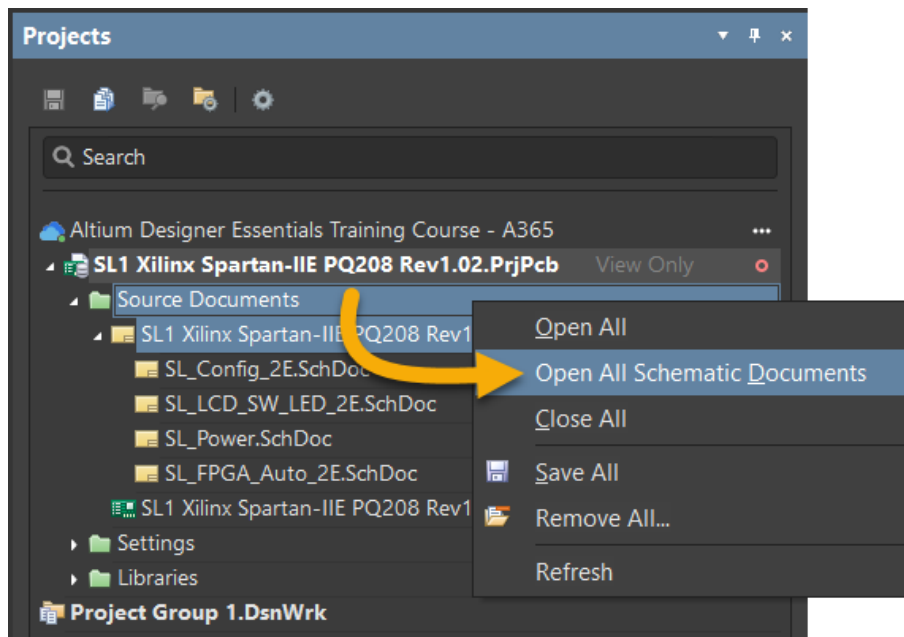 Projects
Search
Altium Designer Essentials Training Course - A365
SL1 Xilinx Spartan-IIE PQ208 Rev1.02.PrjPcb View Only
Source Documents
SL1 Xilinx Spartan-IIE PQ208 Rev1
SL_Config_2E.SchDoc
SL_LCD_SW_LED_2E.SchDoc
SL_Power.SchDoc
SL_FPGA_Auto_2E.SchDoc
SL1 Xilinx Spartan-IIE PQ208 Rev1
Settings
Libraries
Project Group 1.DsnWrk
Open All
Open All Schematic Documents
Close All
Save All
Remove All...
Refresh